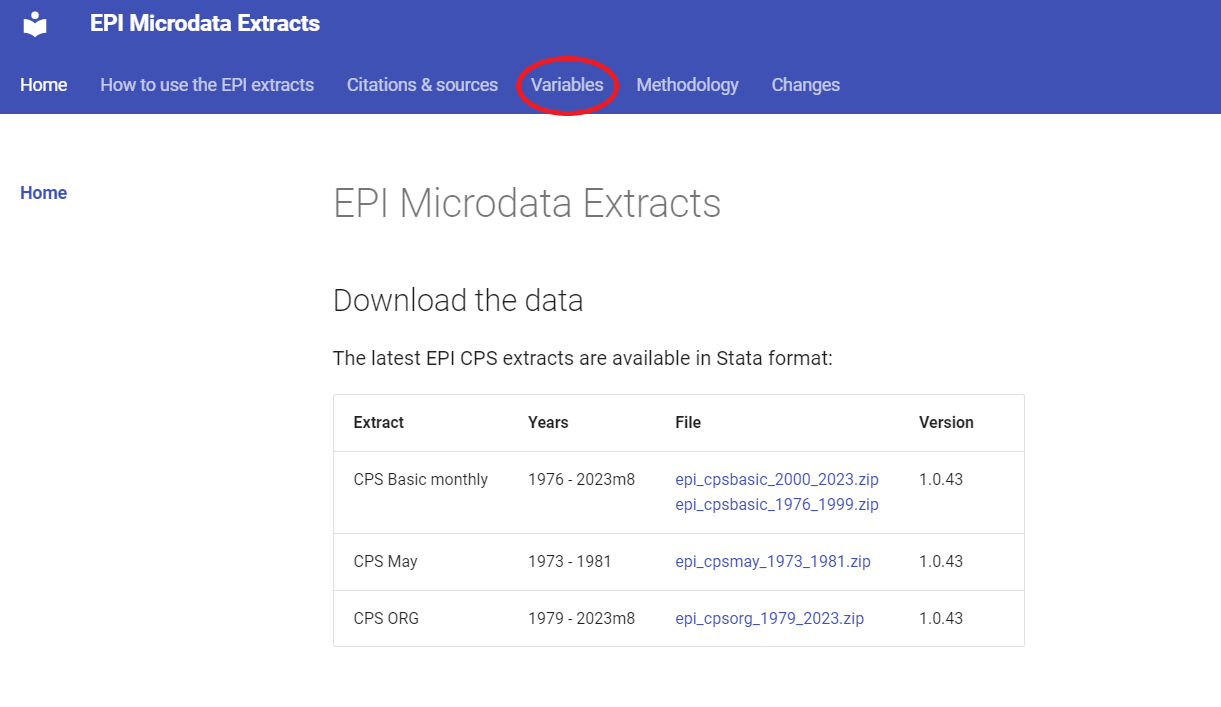 EPI Microdata Extracts
Home How to use the EPI extracts Citations & sources Variables Methodology Changes
Home
EPI Microdata Extracts
Download the data
The latest EPI CPS extracts are available in Stata format:
Extract Years File Version
CPS Basic monthly 1976 - 2023m8 epi_cpsbasic_2000_2023.zip 1.0.43
epi_cpsbasic_1976_1999.zip
CPS May 1973 - 1981 epi_cpsmay_1973_1981.zip 1.0.43
CPS ORG 1979 - 2023m8 epi_cpsorg_1979_2023.zip 1.0.43